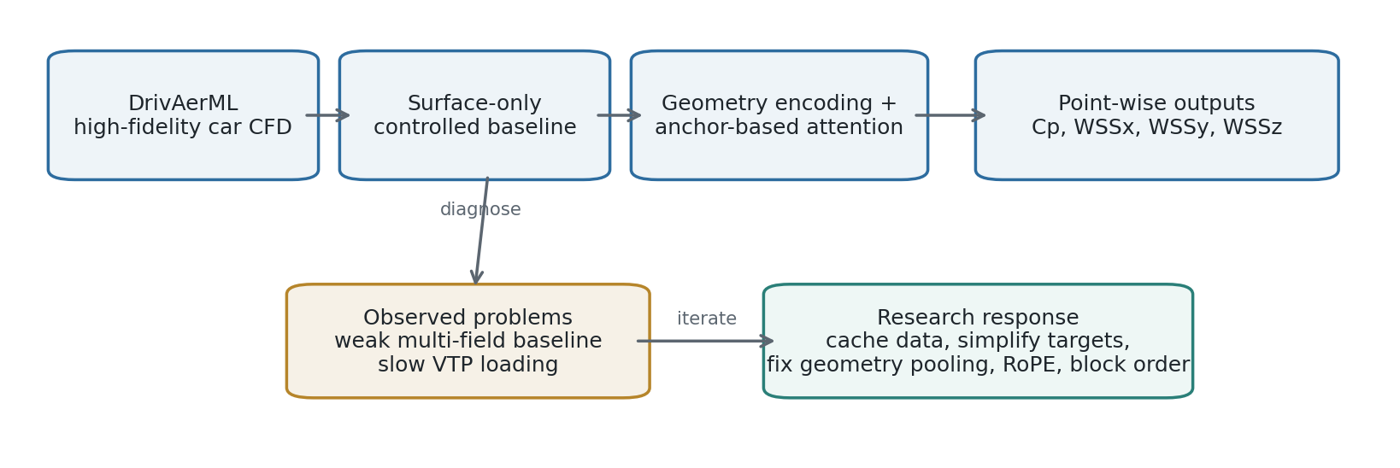 DrivAerML
high-fidelity car CFD
Surface-only
controlled baseline
Geometry encoding +
anchor-based attention
Point-wise outputs
Cp, WSSx, WSSy, WSSz
diagnose
Observed problems
weak multi-field baseline
slow VTP loading
iterate
Research response
cache data, simplify targets,
fix geometry pooling, RoPE, block order